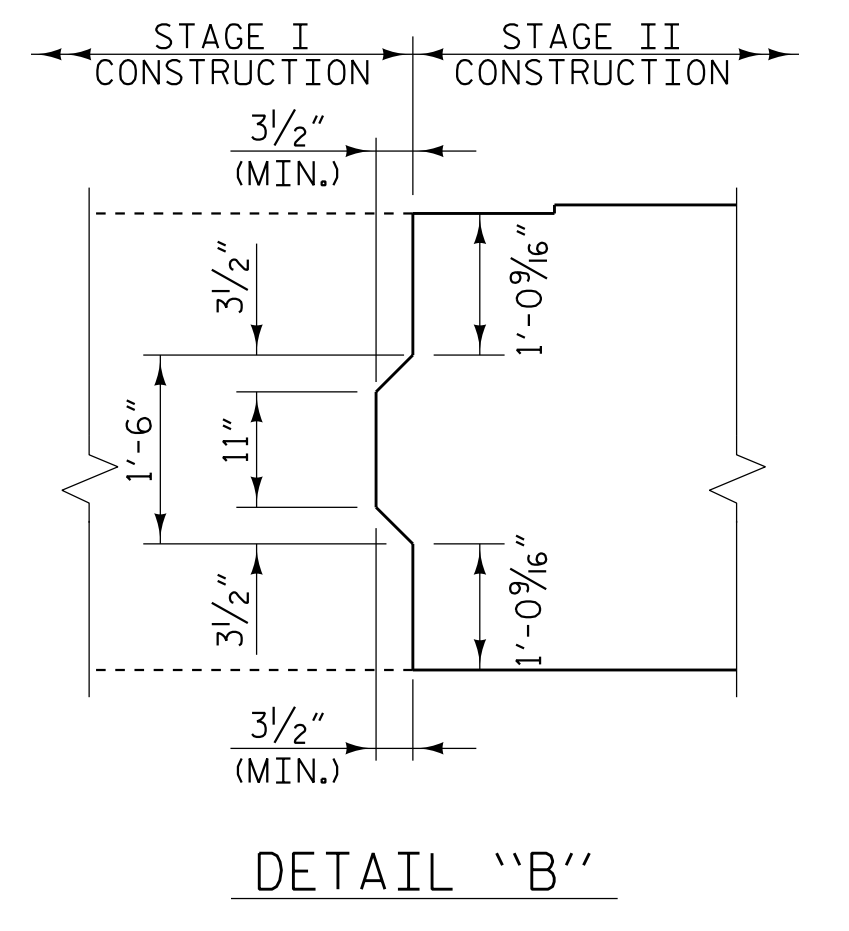 STAGE I
CONSTRUCTION
STAGE II
CONSTRUCTION
3½"
(MIN.)
3½"
1'-0⁹⁄₁₆"
1'-6"
11"
3½"
1'-0⁹⁄₁₆"
3½"
(MIN.)
DETAIL "B"